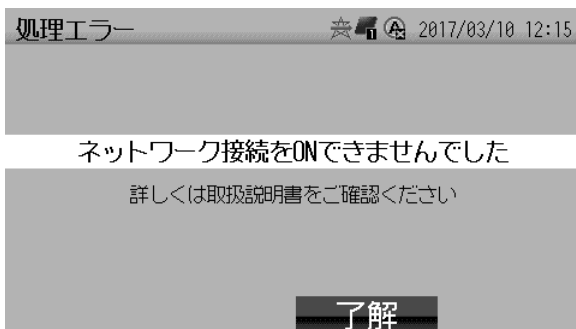 処理エラー 2017/03/10 12:15
ネットワーク接続をONできませんでした
詳しくは取扱説明書をご確認ください
了解